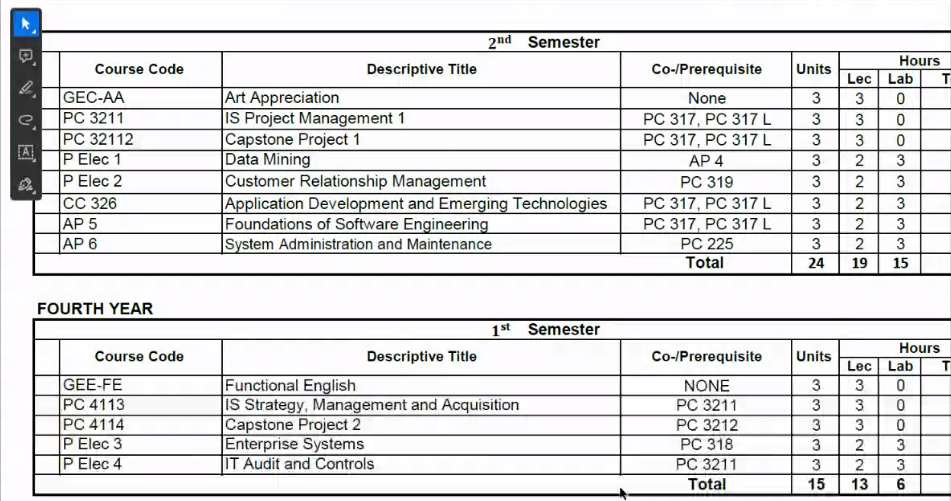 2nd Semester
Course Code Descriptive Title Co-/Prerequisite Units Hours
Lec Lab
GEC-AA Art Appreciation None 3 3 0
PC 3211 IS Project Management 1 PC 317, PC 317 L 3 3 0
PC 32112 Capstone Project 1 PC 317, PC 317 L 3 3 0
P Elec 1 Data Mining AP 4 3 2 3
P Elec 2 Customer Relationship Management PC 319 3 2 3
CC 326 Application Development and Emerging Technologies PC 317, PC 317 L 3 2 3
AP 5 Foundations of Software Engineering PC 317, PC 317 L 3 2 3
AP 6 System Administration and Maintenance PC 225 3 2 3
Total 24 19 15
FOURTH YEAR
1st Semester
Course Code Descriptive Title Co-/Prerequisite Units Hours
Lec Lab
GEE-FE Functional English NONE 3 3 0
PC 4113 IS Strategy, Management and Acquisition PC 3211 3 3 0
PC 4114 Capstone Project 2 PC 3212 3 3 0
P Elec 3 Enterprise Systems PC 318 3 2 3
P Elec 4 IT Audit and Controls PC 3211 3 2 3
Total 15 13 6